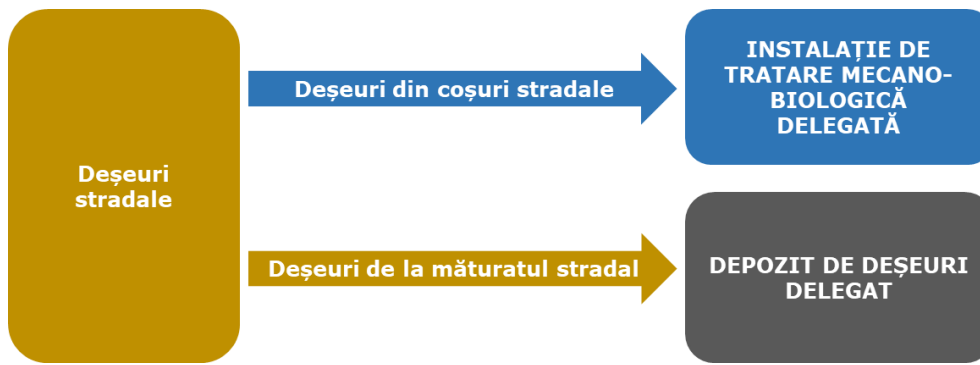 Deșeuri
stradale
Deșeuri din coșuri stradale
INSTALAȚIE DE
TRATARE MECANO-
BIOLOGICĂ
DELEGATĂ
Deșeuri de la măturatul stradal
DEPOZIT DE DEȘEURI
DELEGAT